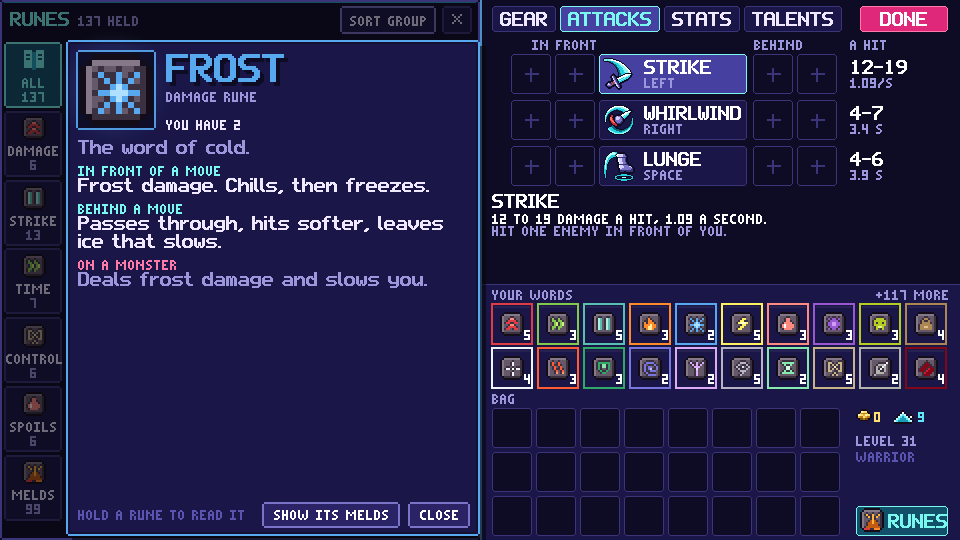 RUNES 137 HELD
SORT GROUP
×
ALL
137
DAMAGE
6
STRIKE
13
TIME
7
CONTROL
6
SPOILS
6
MELDS
99
FROST
DAMAGE RUNE
YOU HAVE 2
The word of cold.
IN FRONT OF A MOVE
Frost damage. Chills, then freezes.
BEHIND A MOVE
Passes through, hits softer, leaves
ice that slows.
ON A MONSTER
Deals frost damage and slows you.
HOLD A RUNE TO READ IT
SHOW ITS MELDS
CLOSE
GEAR
ATTACKS
STATS
TALENTS
DONE
IN FRONT
BEHIND
A HIT
+ + STRIKE + + 12-19
LEFT 1.09/S
+ + WHIRLWIND + + 4-7
RIGHT 3.4 S
+ + LUNGE + + 4-6
SPACE 3.9 S
STRIKE
12 TO 19 DAMAGE A HIT, 1.09 A SECOND.
HIT ONE ENEMY IN FRONT OF YOU.
YOUR WORDS
+117 MORE
5 3 5 3 2 5 3 3 3 4
4 3 3 2 2 5 2 5 2 4
BAG
0 9
LEVEL 31
WARRIOR
RUNES